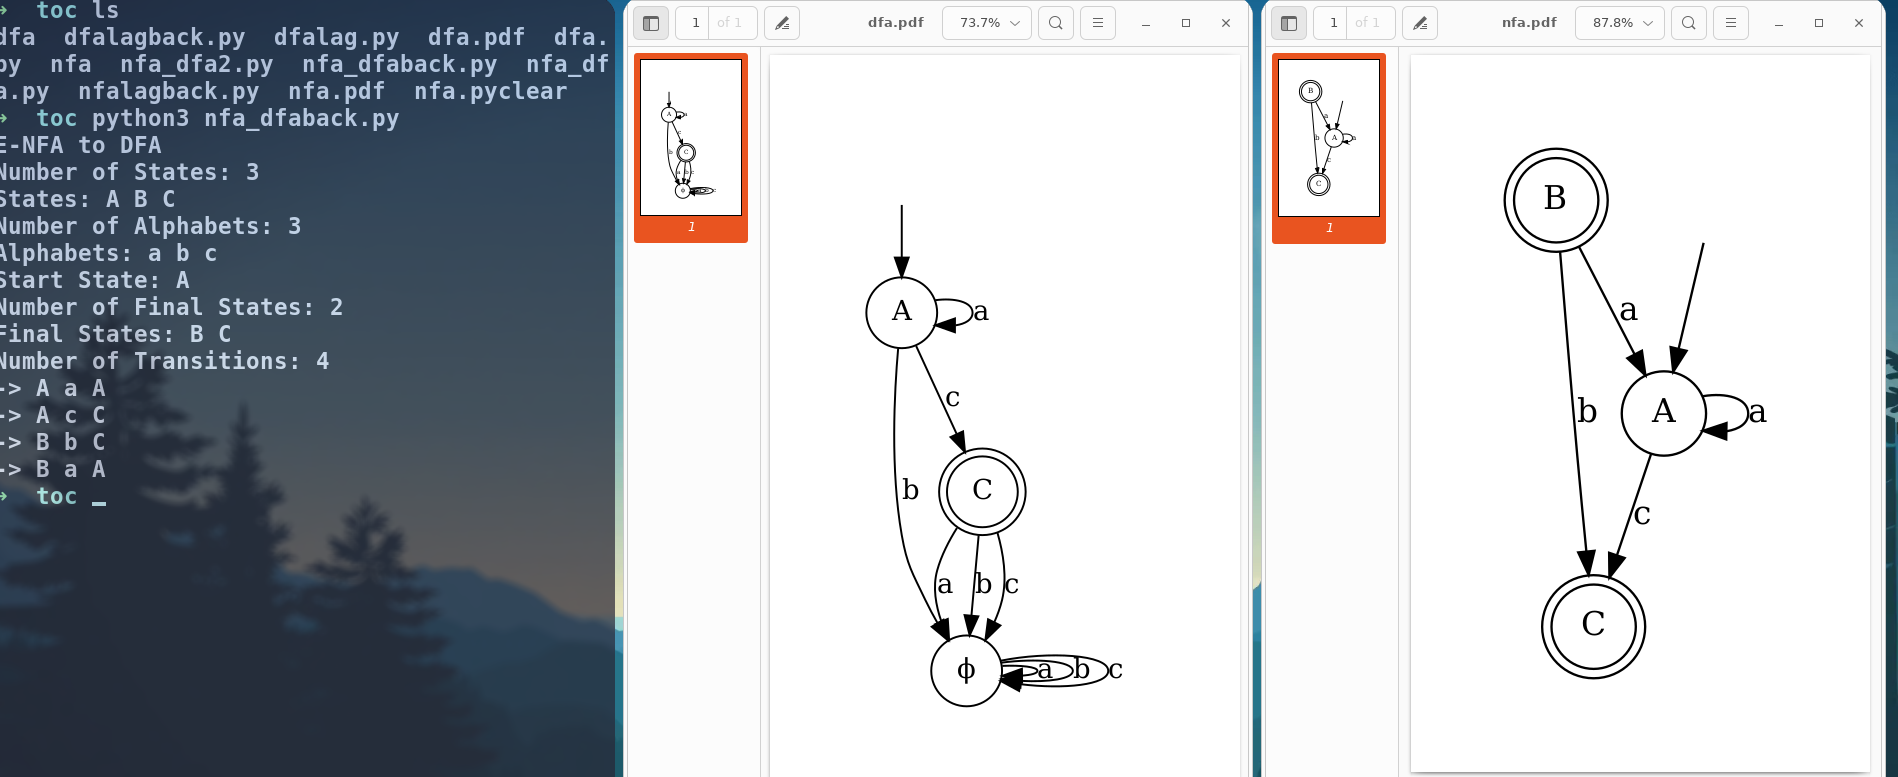 ➜ toc ls
dfa dfalagback.py dfalag.py dfa.pdf dfa.
py nfa nfa_dfa2.py nfa_dfaback.py nfa_df
a.py nfalagback.py nfa.pdf nfa.pyclear
➜ toc python3 nfa_dfaback.py
E-NFA to DFA
Number of States: 3
States: A B C
Number of Alphabets: 3
Alphabets: a b c
Start State: A
Number of Final States: 2
Final States: B C
Number of Transitions: 4
-> A a A
-> A c C
-> B b C
-> B a A
➜ toc _
1 of 1 dfa.pdf 73.7%
A
a
c
b
C
a b c
ϕ
a b c
1
A
a
c
b
C
a b c
ϕ
a b c
1 of 1 nfa.pdf 87.8%
B
a
b
A
a
c
C
1
B
a
b
A
a
c
C